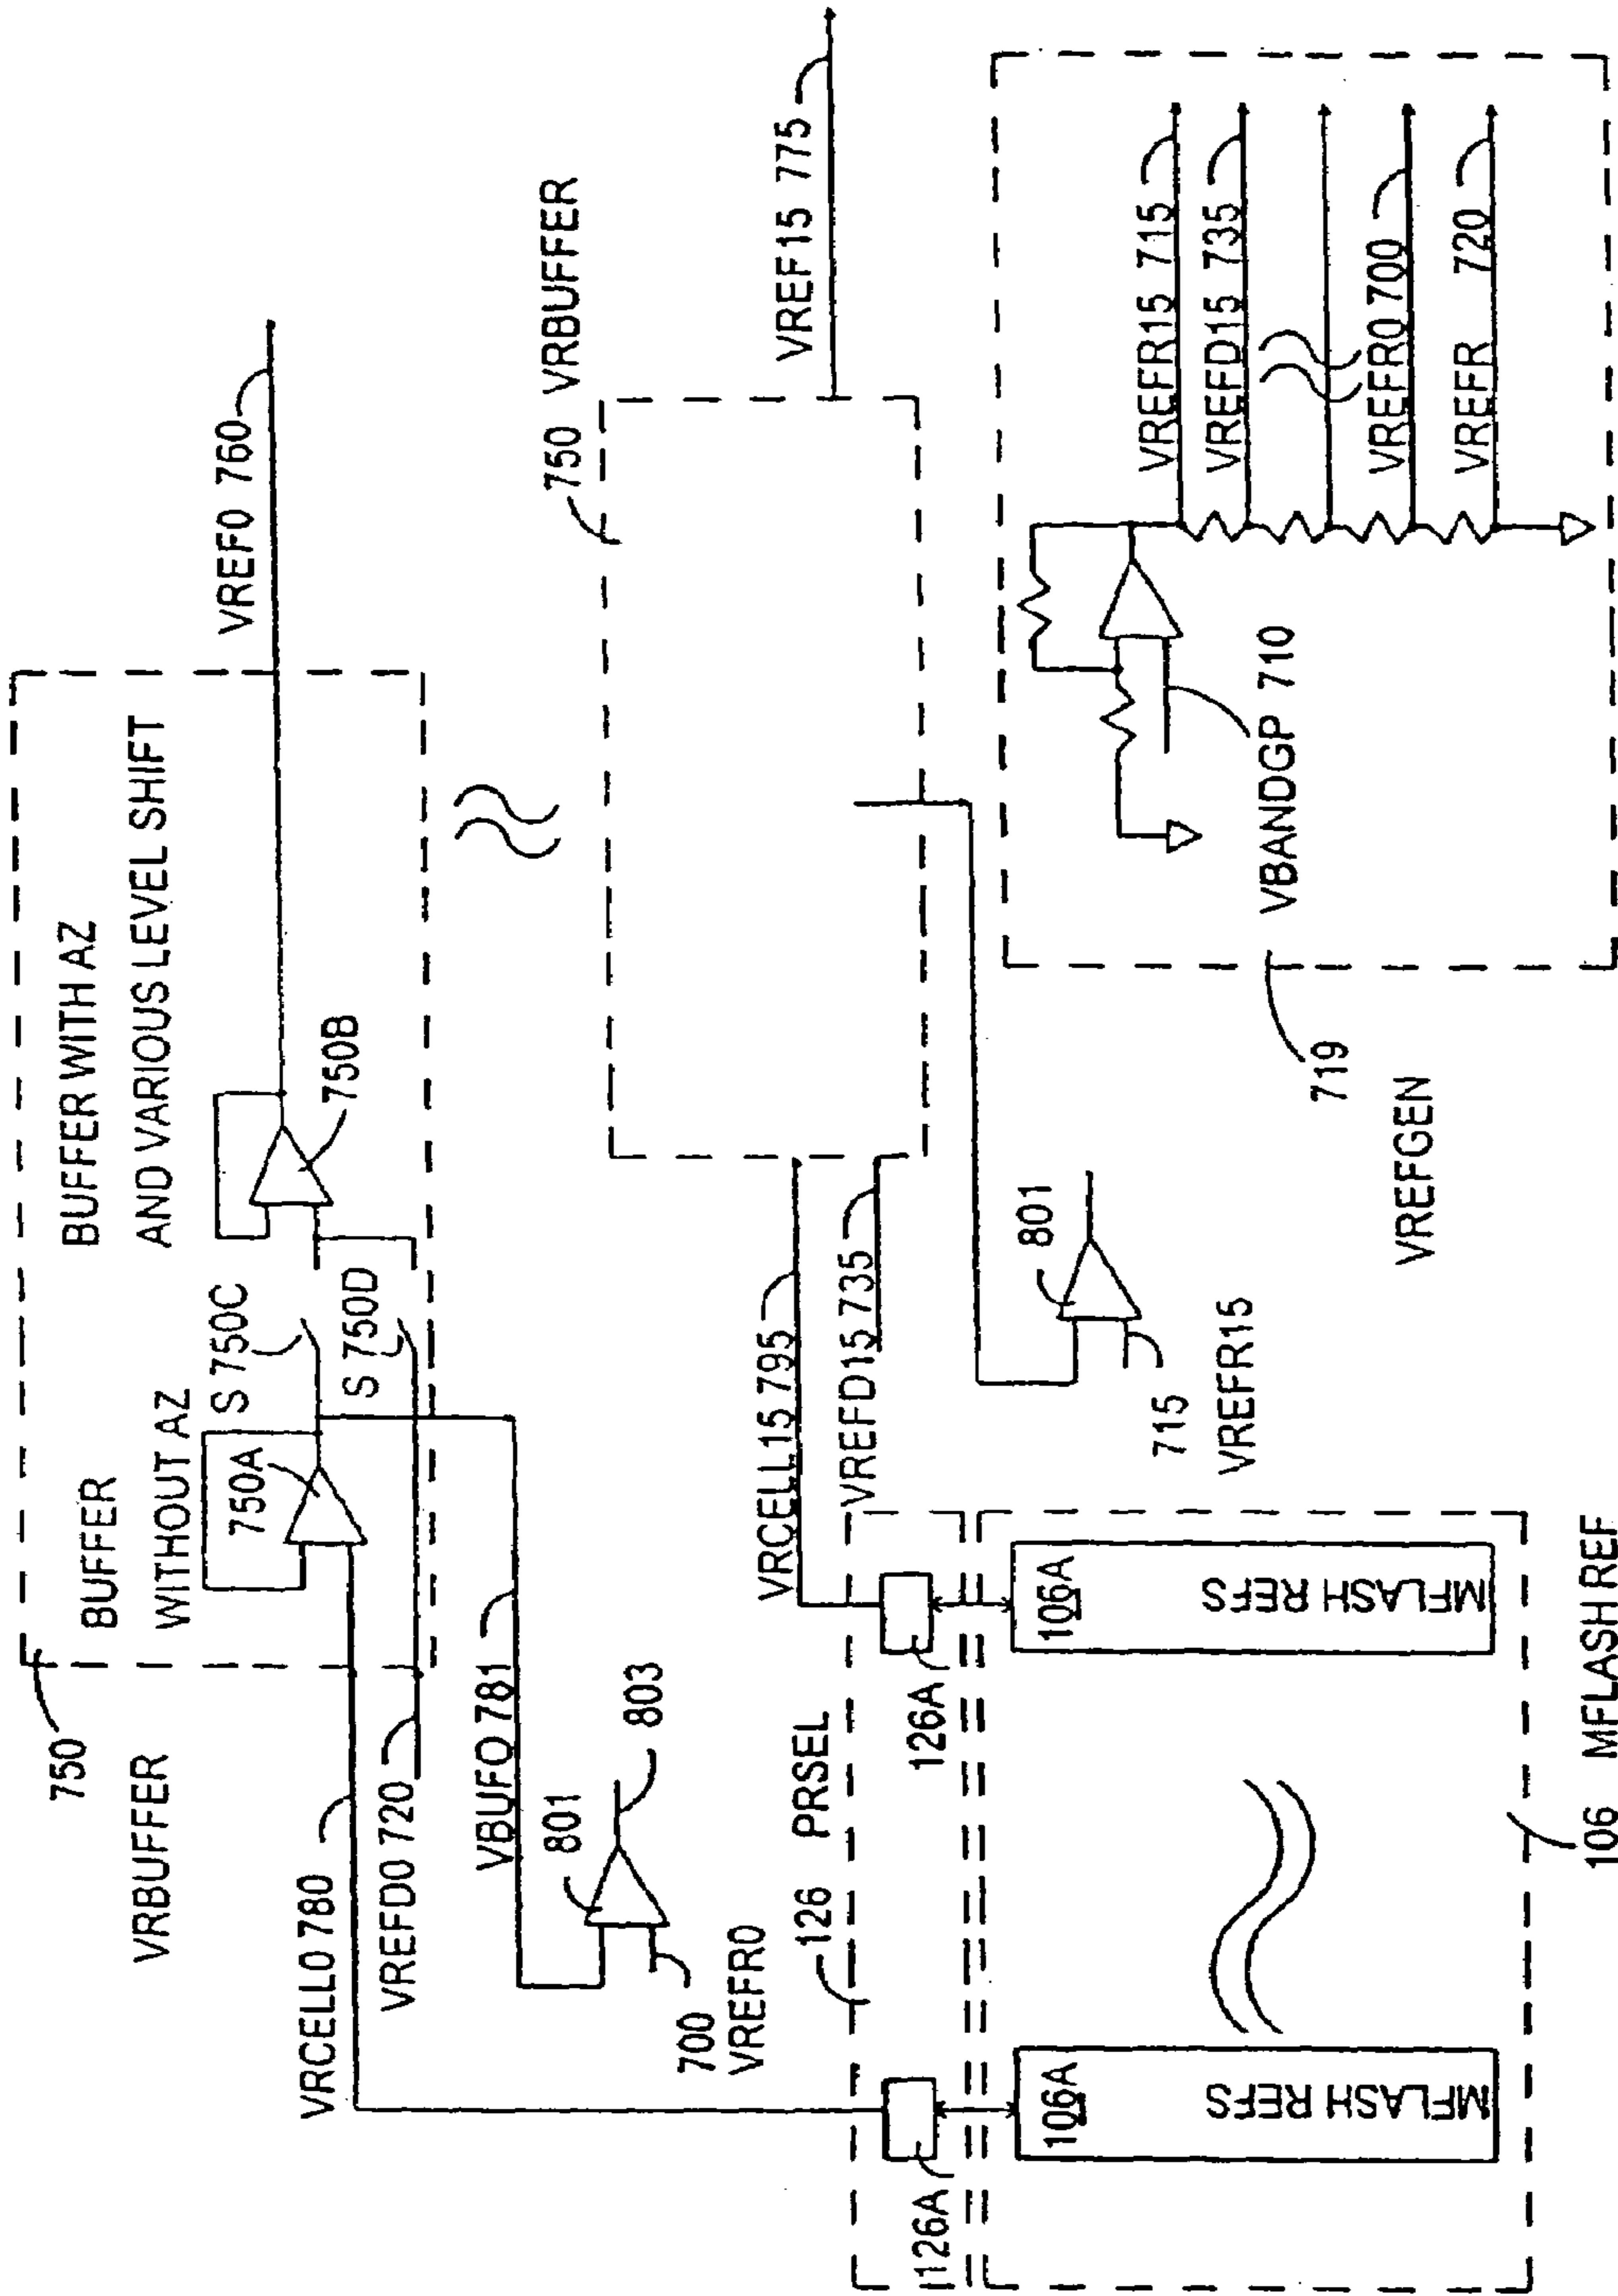 750
VRBUFFER
BUFFER
WITHOUT AZ
750A
S 750C
S 750D
BUFFER WITH AZ
AND VARIOUS LEVEL SHIFT
750B
VREF0 760
VRCELL0 780
VREFD0 720
VBUF0 781
801
803
700
VREFR0
750 VRBUFFER
VREF15 775
VRCELL15 795
VREFD15 735
801
715
VREFR15
126 PRSEL
126A
126A
106A
MFLASH REFS
106A
MFLASH REFS
106 MFLASH REF
719
VREFGEN
VBANDGP 710
VREFR15 715
VREFD15 735
VREFR0 700
VREFR 720